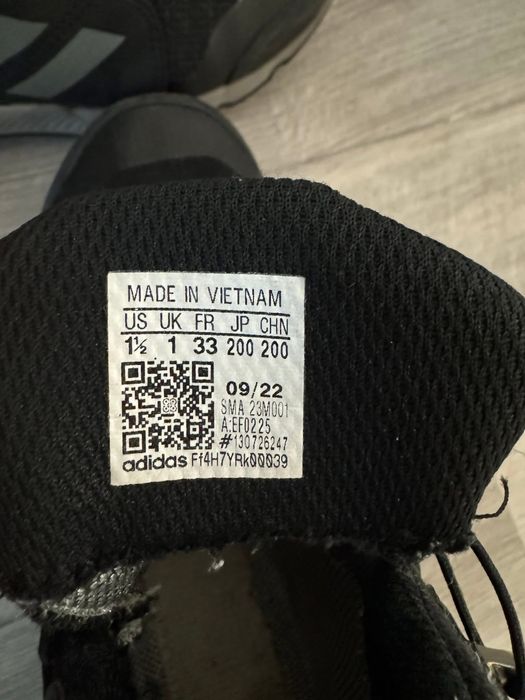 MADE IN VIETNAM
US UK FR JP CHN
1½ 1 33 200 200
09/22
SMA 23M001
A:EF0225
#130726247
adidas Ff4H7YRk00039